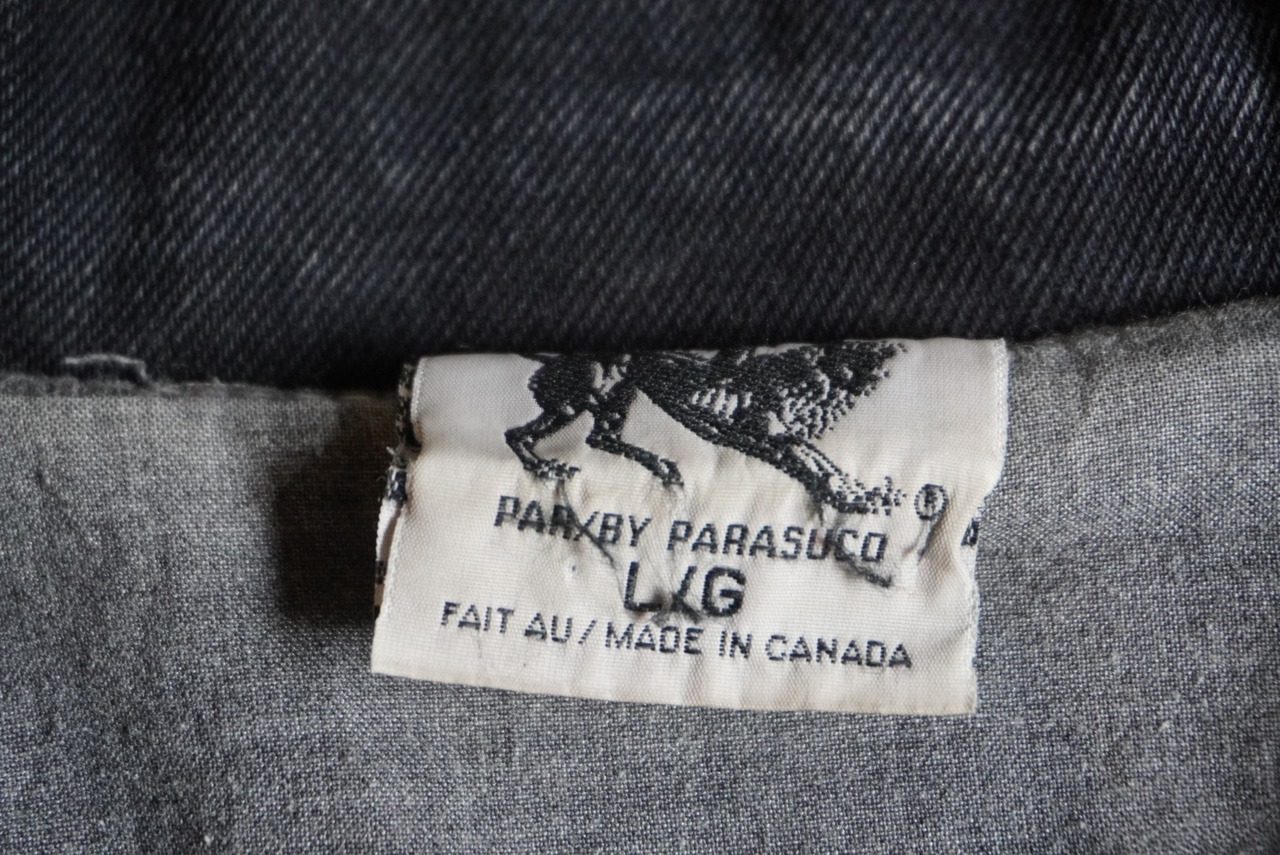 ®
PAR/BY PARASUCO
L/G
FAIT AU / MADE IN CANADA